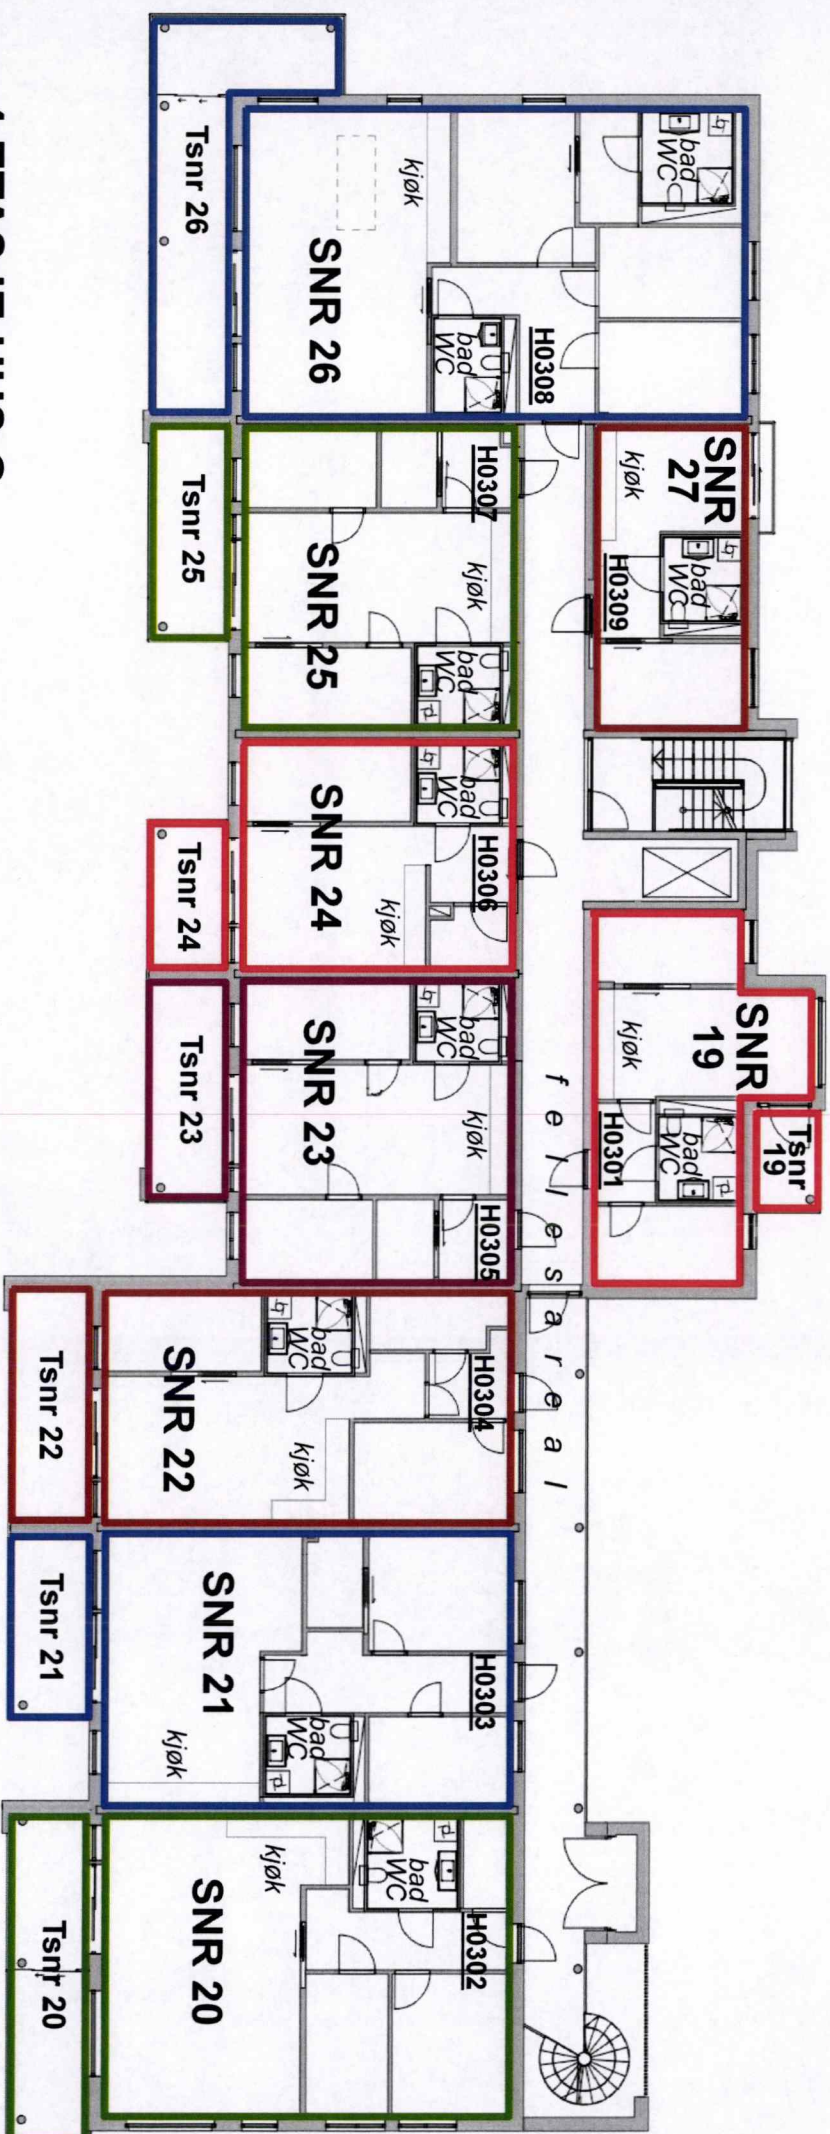 bad
WC
H0308
kjøk
bad
WC
SNR 26
Tsnr 26
SNR
27
kjøk
bad
WC
H0309
SNR
19
kjøk
bad
WC
H0301
Tsnr
19
fellesareal
H0307
kjøk
bad
WC
SNR 25
Tsnr 25
bad
WC
H0306
kjøk
SNR 24
Tsnr 24
bad
WC
kjøk
H0305
SNR 23
Tsnr 23
H0304
bad
WC
kjøk
SNR 22
Tsnr 22
H0303
bad
WC
SNR 21
kjøk
Tsnr 21
bad
WC
H0302
kjøk
SNR 20
Tsnr 20